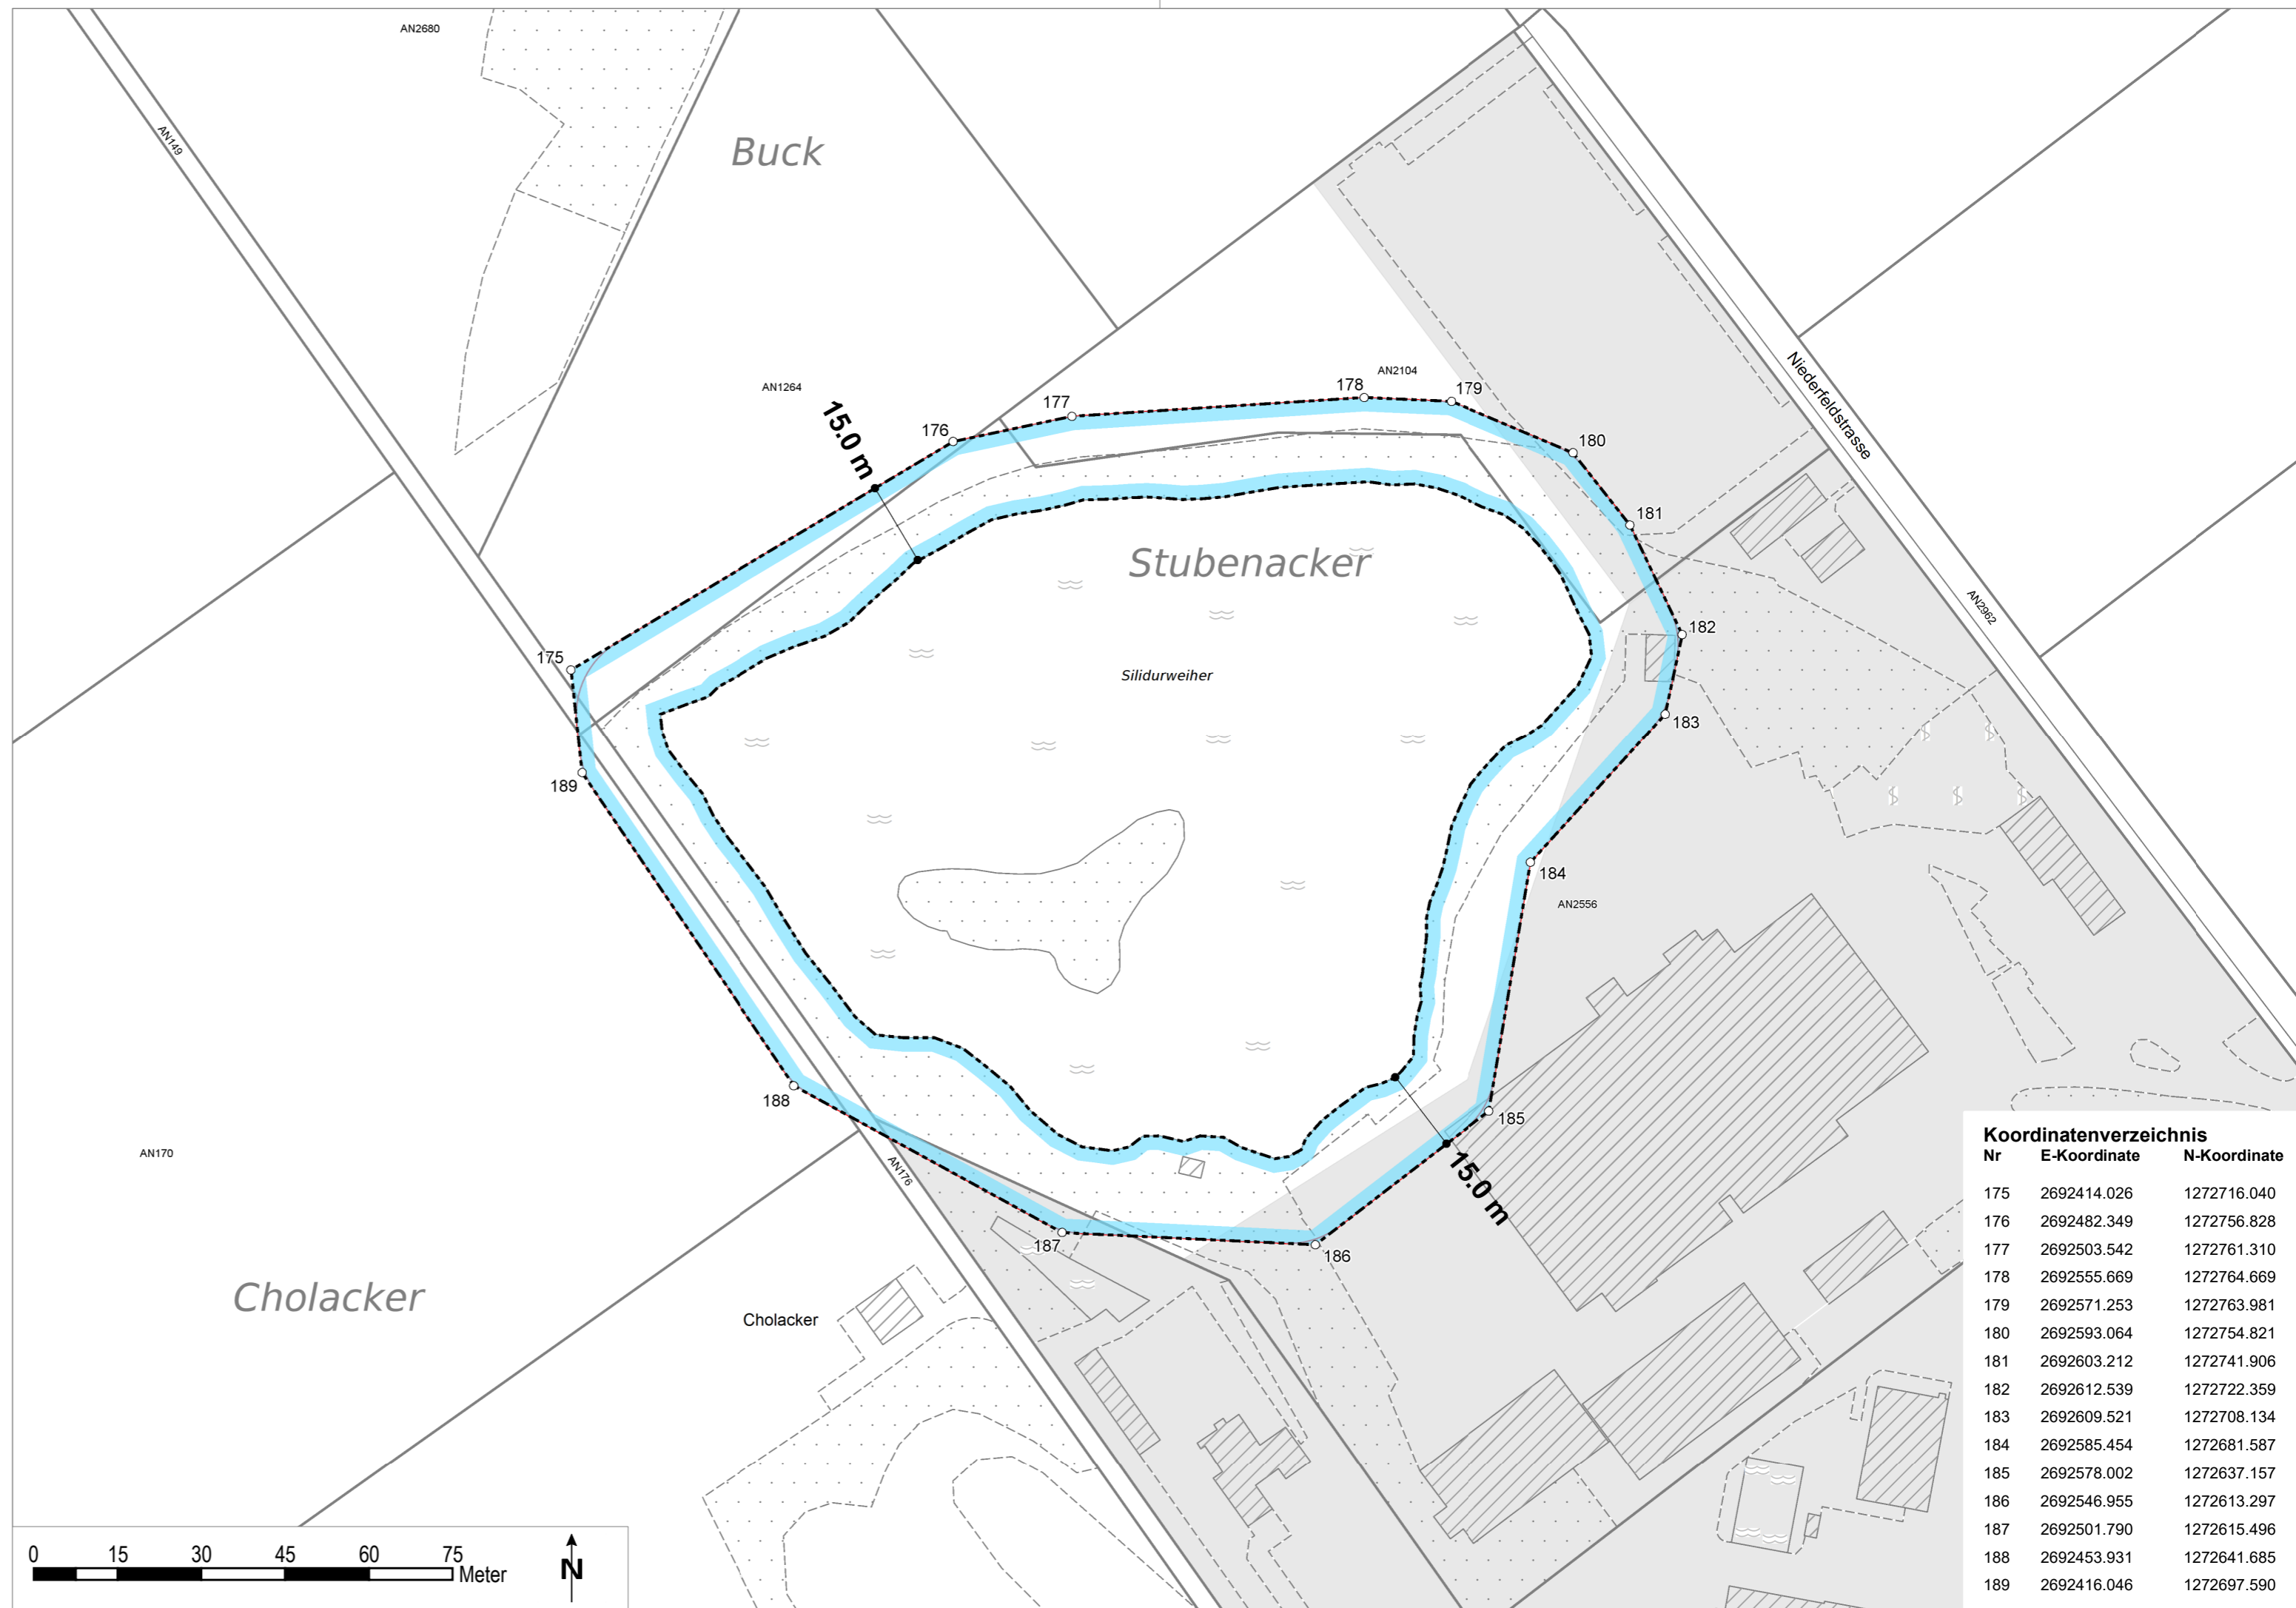 AN2680
AN149
Buck
AN1264
AN2104
15.0 m
176
177
178
179
180
181
Niederfeldstrasse
Stubenacker
AN2962
175
182
Silidurweiher
183
189
184
AN2556
188
185
AN170
AN176
15.0 m
187
186
Cholacker
Cholacker
Koordinatenverzeichnis
Nr E-Koordinate N-Koordinate
175 2692414.026 1272716.040
176 2692482.349 1272756.828
177 2692503.542 1272761.310
178 2692555.669 1272764.669
179 2692571.253 1272763.981
180 2692593.064 1272754.821
181 2692603.212 1272741.906
182 2692612.539 1272722.359
183 2692609.521 1272708.134
184 2692585.454 1272681.587
185 2692578.002 1272637.157
186 2692546.955 1272613.297
187 2692501.790 1272615.496
188 2692453.931 1272641.685
189 2692416.046 1272697.590
0 15 30 45 60 75
Meter
N